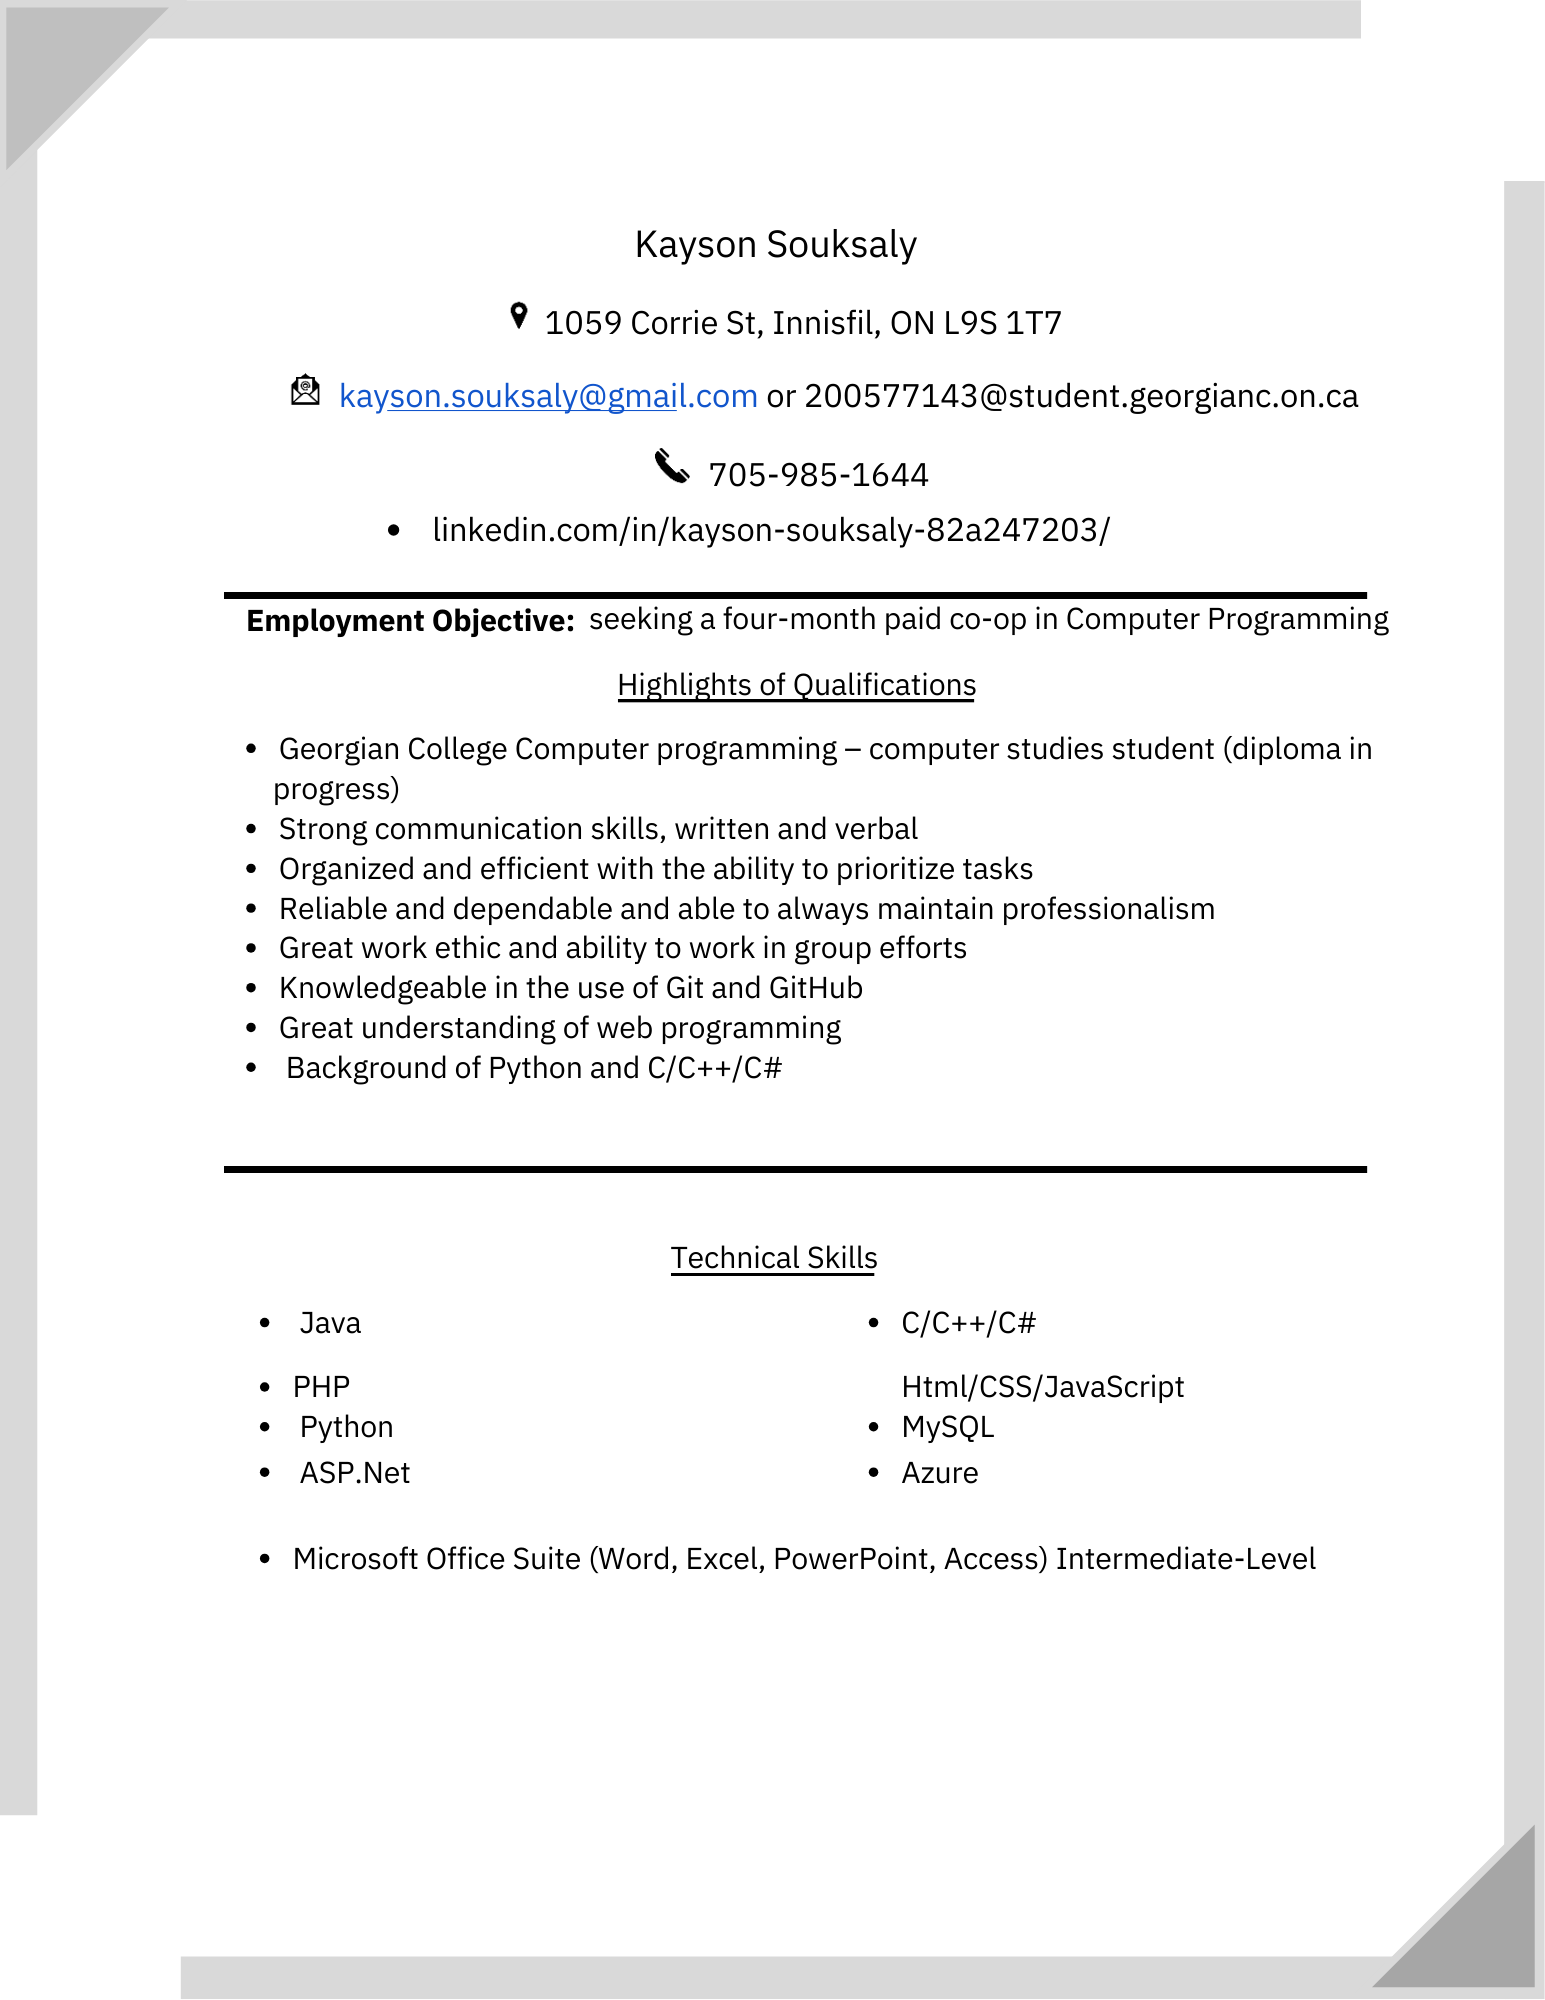 Kayson Souksaly
1059 Corrie St, Innisfil, ON L9S 1T7
kayson.souksaly@gmail.com or 200577143@student.georgianc.on.ca
705-985-1644
• linkedin.com/in/kayson-souksaly-82a247203/
Employment Objective: seeking a four-month paid co-op in Computer Programming
Highlights of Qualifications
• Georgian College Computer programming – computer studies student (diploma in
progress)
• Strong communication skills, written and verbal
• Organized and efficient with the ability to prioritize tasks
• Reliable and dependable and able to always maintain professionalism
• Great work ethic and ability to work in group efforts
• Knowledgeable in the use of Git and GitHub
• Great understanding of web programming
• Background of Python and C/C++/C#
Technical Skills
• Java
• C/C++/C#
• PHP
Html/CSS/JavaScript
• Python
• MySQL
• ASP.Net
• Azure
• Microsoft Office Suite (Word, Excel, PowerPoint, Access) Intermediate-Level